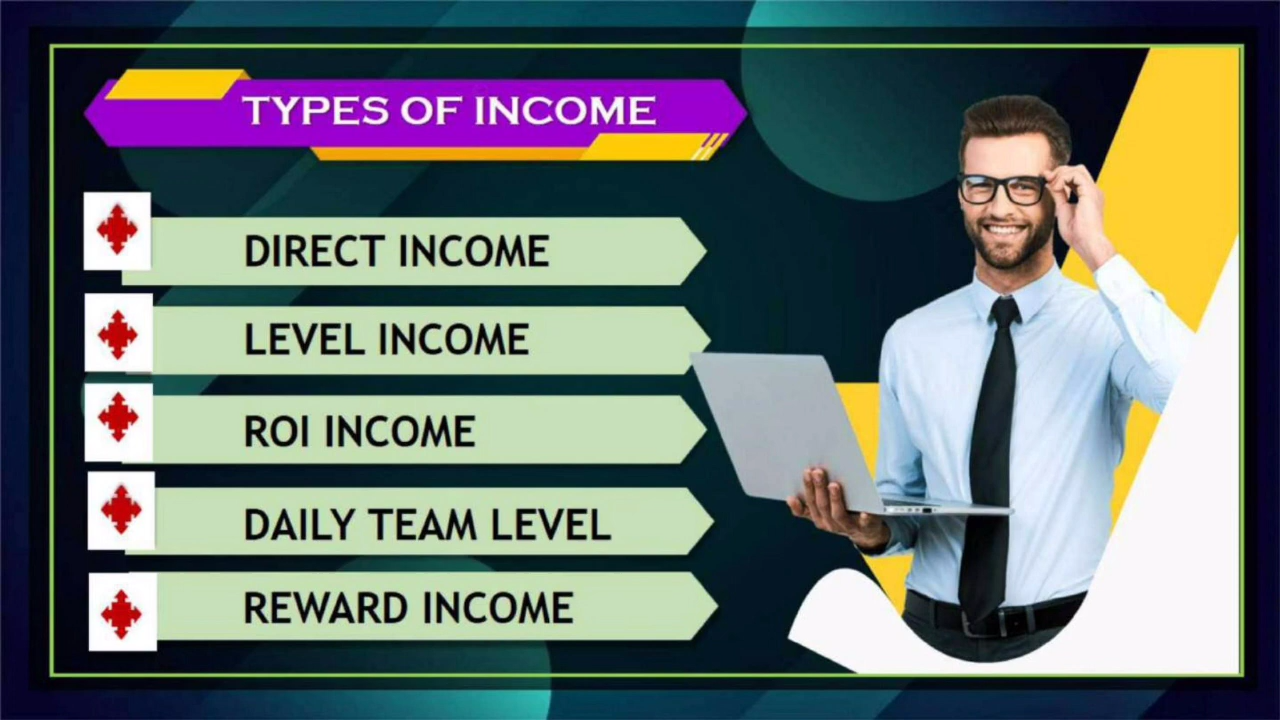 TYPES OF INCOME
DIRECT INCOME
LEVEL INCOME
ROI INCOME
DAILY TEAM LEVEL
REWARD INCOME